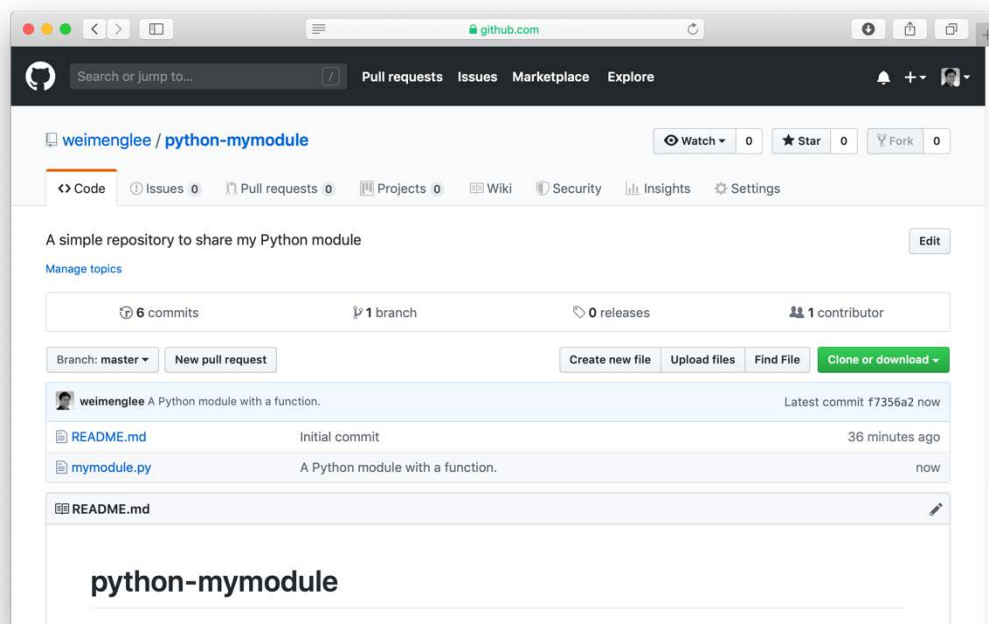 github.com
Search or jump to... /
Pull requests Issues Marketplace Explore
weimenglee / python-mymodule
Watch 0 Star 0 Fork 0
Code Issues 0 Pull requests 0 Projects 0 Wiki Security Insights Settings
A simple repository to share my Python module Edit
Manage topics
6 commits 1 branch 0 releases 1 contributor
Branch: master New pull request Create new file Upload files Find File Clone or download
weimenglee A Python module with a function. Latest commit f7356a2 now
README.md Initial commit 36 minutes ago
mymodule.py A Python module with a function. now
README.md
python-mymodule